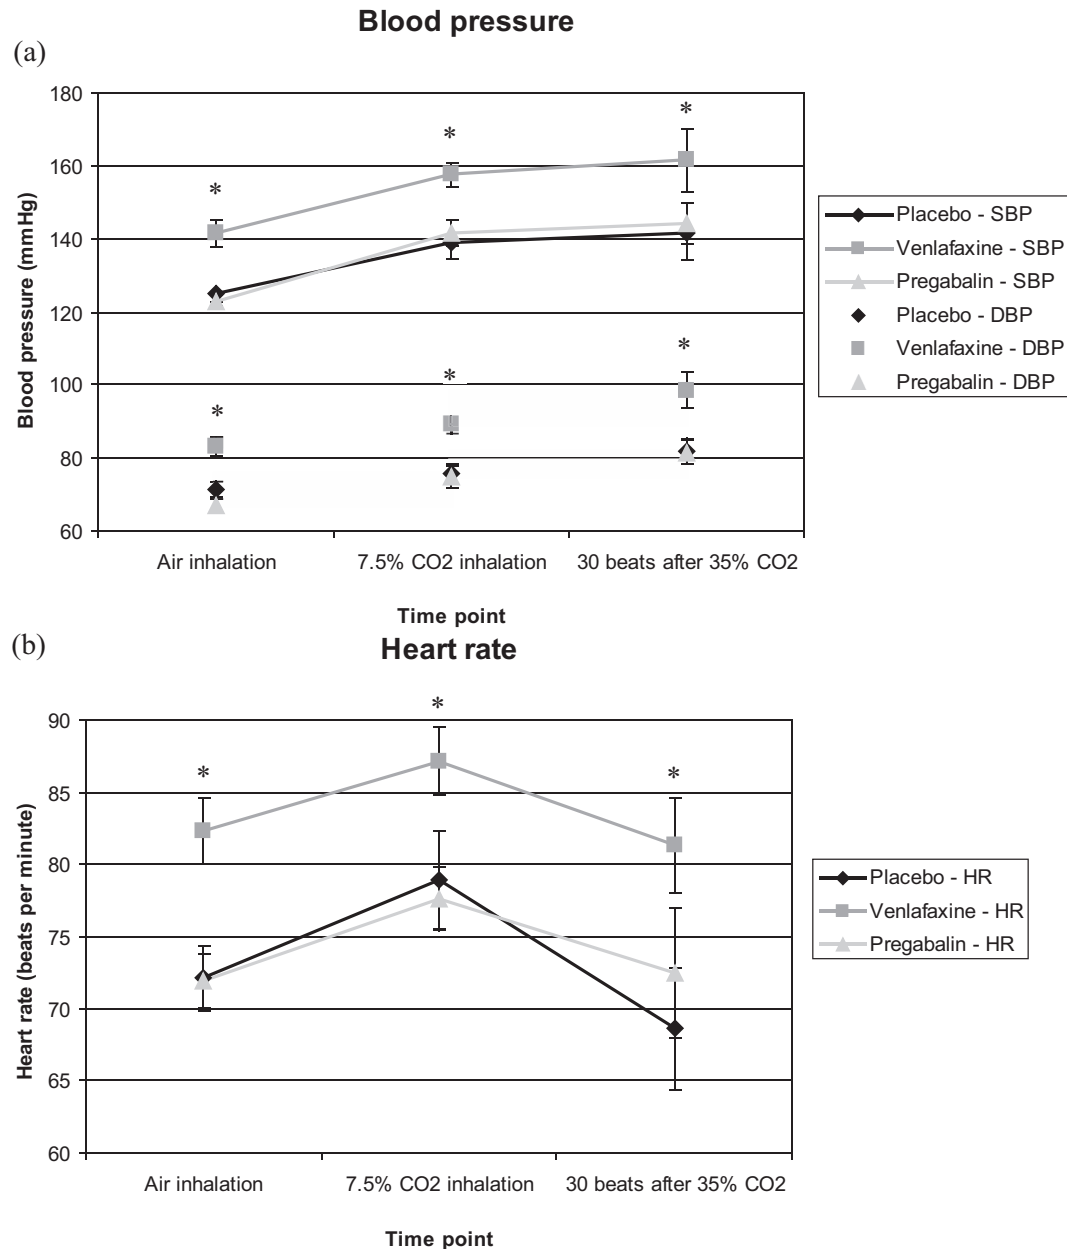 Blood pressure
(a)
180
160
140
120
100
80
60
Blood pressure (mmHg)
*
*
*
*
*
*
Placebo - SBP
Venlafaxine - SBP
Pregabalin - SBP
Placebo - DBP
Venlafaxine - DBP
Pregabalin - DBP
Air inhalation
7.5% CO2 inhalation
30 beats after 35% CO2
Time point
(b)
Heart rate
90
85
80
75
70
65
60
Heart rate (beats per minute)
*
*
*
Placebo - HR
Venlafaxine - HR
Pregabalin - HR
Air inhalation
7.5% CO2 inhalation
30 beats after 35% CO2
Time point